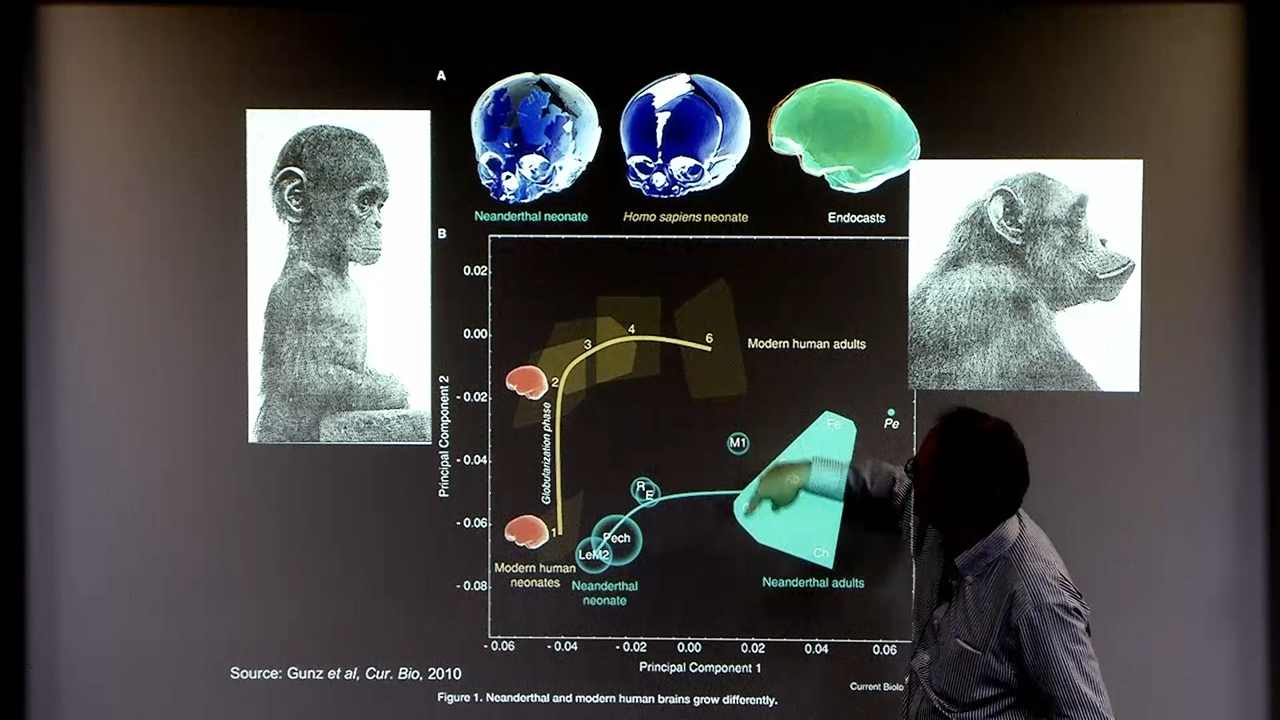 A
Neanderthal neonate
Homo sapiens neonate
Endocasts
B
0.02
0.00
- 0.02
- 0.04
- 0.06
- 0.08
Principal Component 2
Globularization phase
1
2
3
4
6
Modern human adults
Pe
Fe
M1
R
E
Pech
LeM2
Ch
Modern human
neonates
Neanderthal
neonate
Neanderthal adults
- 0.06
- 0.04
- 0.02
0.00
0.02
0.04
0.06
Principal Component 1
Source: Gunz et al, Cur. Bio, 2010
Current Biolo
Figure 1. Neanderthal and modern human brains grow differently.